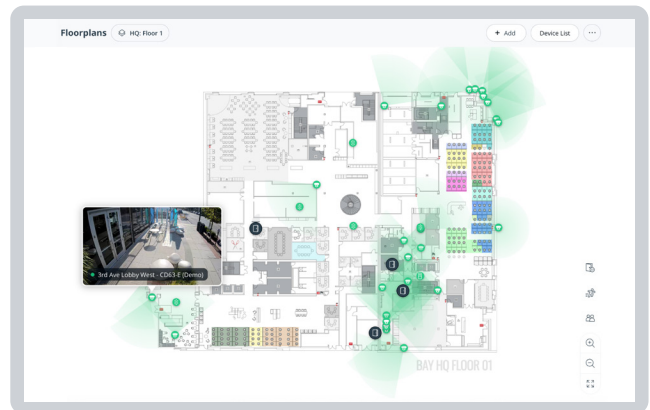 Floorplans
HQ: Floor 1
+ Add
Device List
3rd Ave Lobby West - CD63-E (Demo)
BAY HQ FLOOR 01